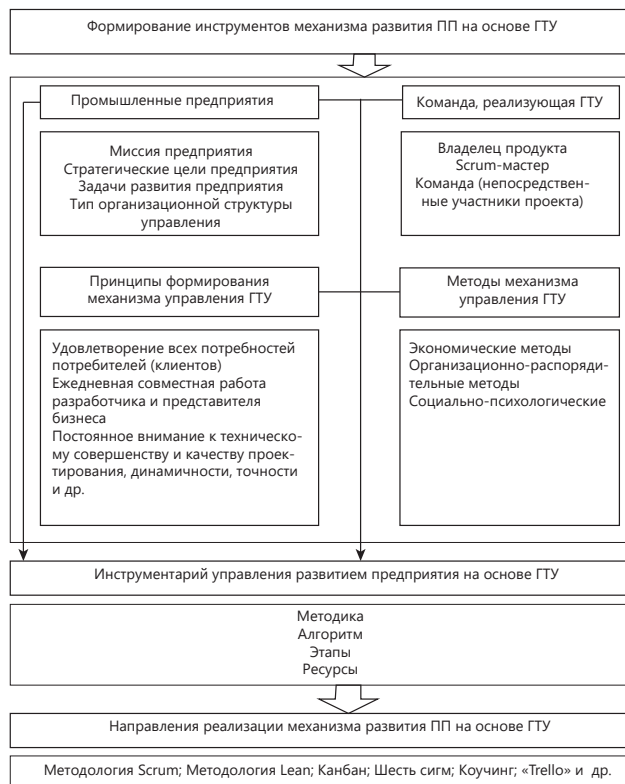 Формирование инструментов механизма развития ПП на основе ГТУ
Промышленные предприятия
Миссия предприятия
Стратегические цели предприятия
Задачи развития предприятия
Тип организационной структуры
управления
Команда, реализующая ГТУ
Владелец продукта
Scrum-мастер
Команда (непосредствен-
ные участники проекта)
Принципы формирования
механизма управления ГТУ
Удовлетворение всех потребностей
потребителей (клиентов)
Ежедневная совместная работа
разработчика и представителя
бизнеса
Постоянное внимание к техническо-
му совершенству и качеству проек-
тирования, динамичности, точности
и др.
Методы механизма
управления ГТУ
Экономические методы
Организационно-распоряди-
тельные методы
Социально-психологические
Инструментарий управления развитием предприятия на основе ГТУ
Методика
Алгоритм
Этапы
Ресурсы
Направления реализации механизма развития ПП на основе ГТУ
Методология Scrum; Методология Lean; Канбан; Шесть сигм; Коучинг; «Trello» и др.